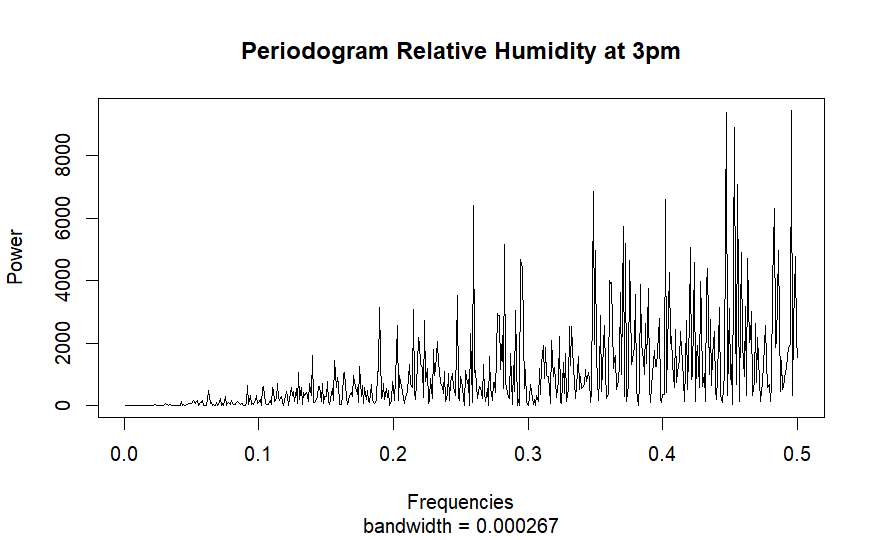 Periodogram Relative Humidity at 3pm
Power
8000
6000
4000
2000
0
0.0 0.1 0.2 0.3 0.4 0.5
Frequencies
bandwidth = 0.000267